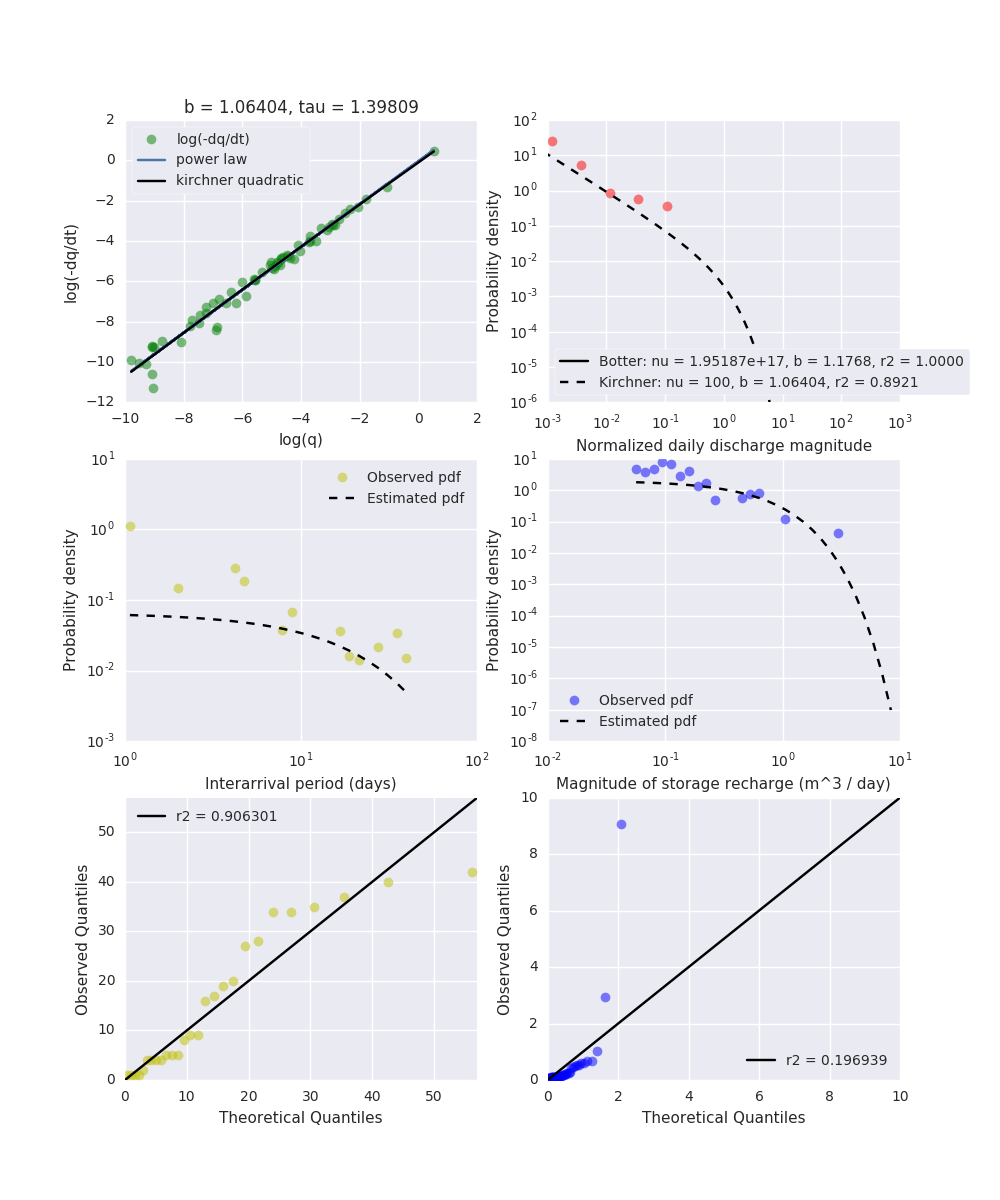 b = 1.06404, tau = 1.39809
log(-dq/dt)
power law
kirchner quadratic
2
0
−2
−4
−6
−8
−10
−12
log(-dq/dt)
−10 −8 −6 −4 −2 0 2
log(q)
10^2
10^1
10^0
10^-1
10^-2
10^-3
10^-4
10^-5
10^-6
Probability density
Botter: nu = 1.95187e+17, b = 1.1768, r2 = 1.0000
Kirchner: nu = 100, b = 1.06404, r2 = 0.8921
10^-3 10^-2 10^-1 10^0 10^1 10^2 10^3
Normalized daily discharge magnitude
10^1
10^0
10^-1
10^-2
10^-3
Probability density
Observed pdf
Estimated pdf
10^0 10^1 10^2
Interarrival period (days)
10^1
10^0
10^-1
10^-2
10^-3
10^-4
10^-5
10^-6
10^-7
10^-8
Probability density
Observed pdf
Estimated pdf
10^-2 10^-1 10^0 10^1
Magnitude of storage recharge (m^3 / day)
r2 = 0.906301
50
40
30
20
10
0
Observed Quantiles
0 10 20 30 40 50
Theoretical Quantiles
10
8
6
4
2
0
Observed Quantiles
r2 = 0.196939
0 2 4 6 8 10
Theoretical Quantiles